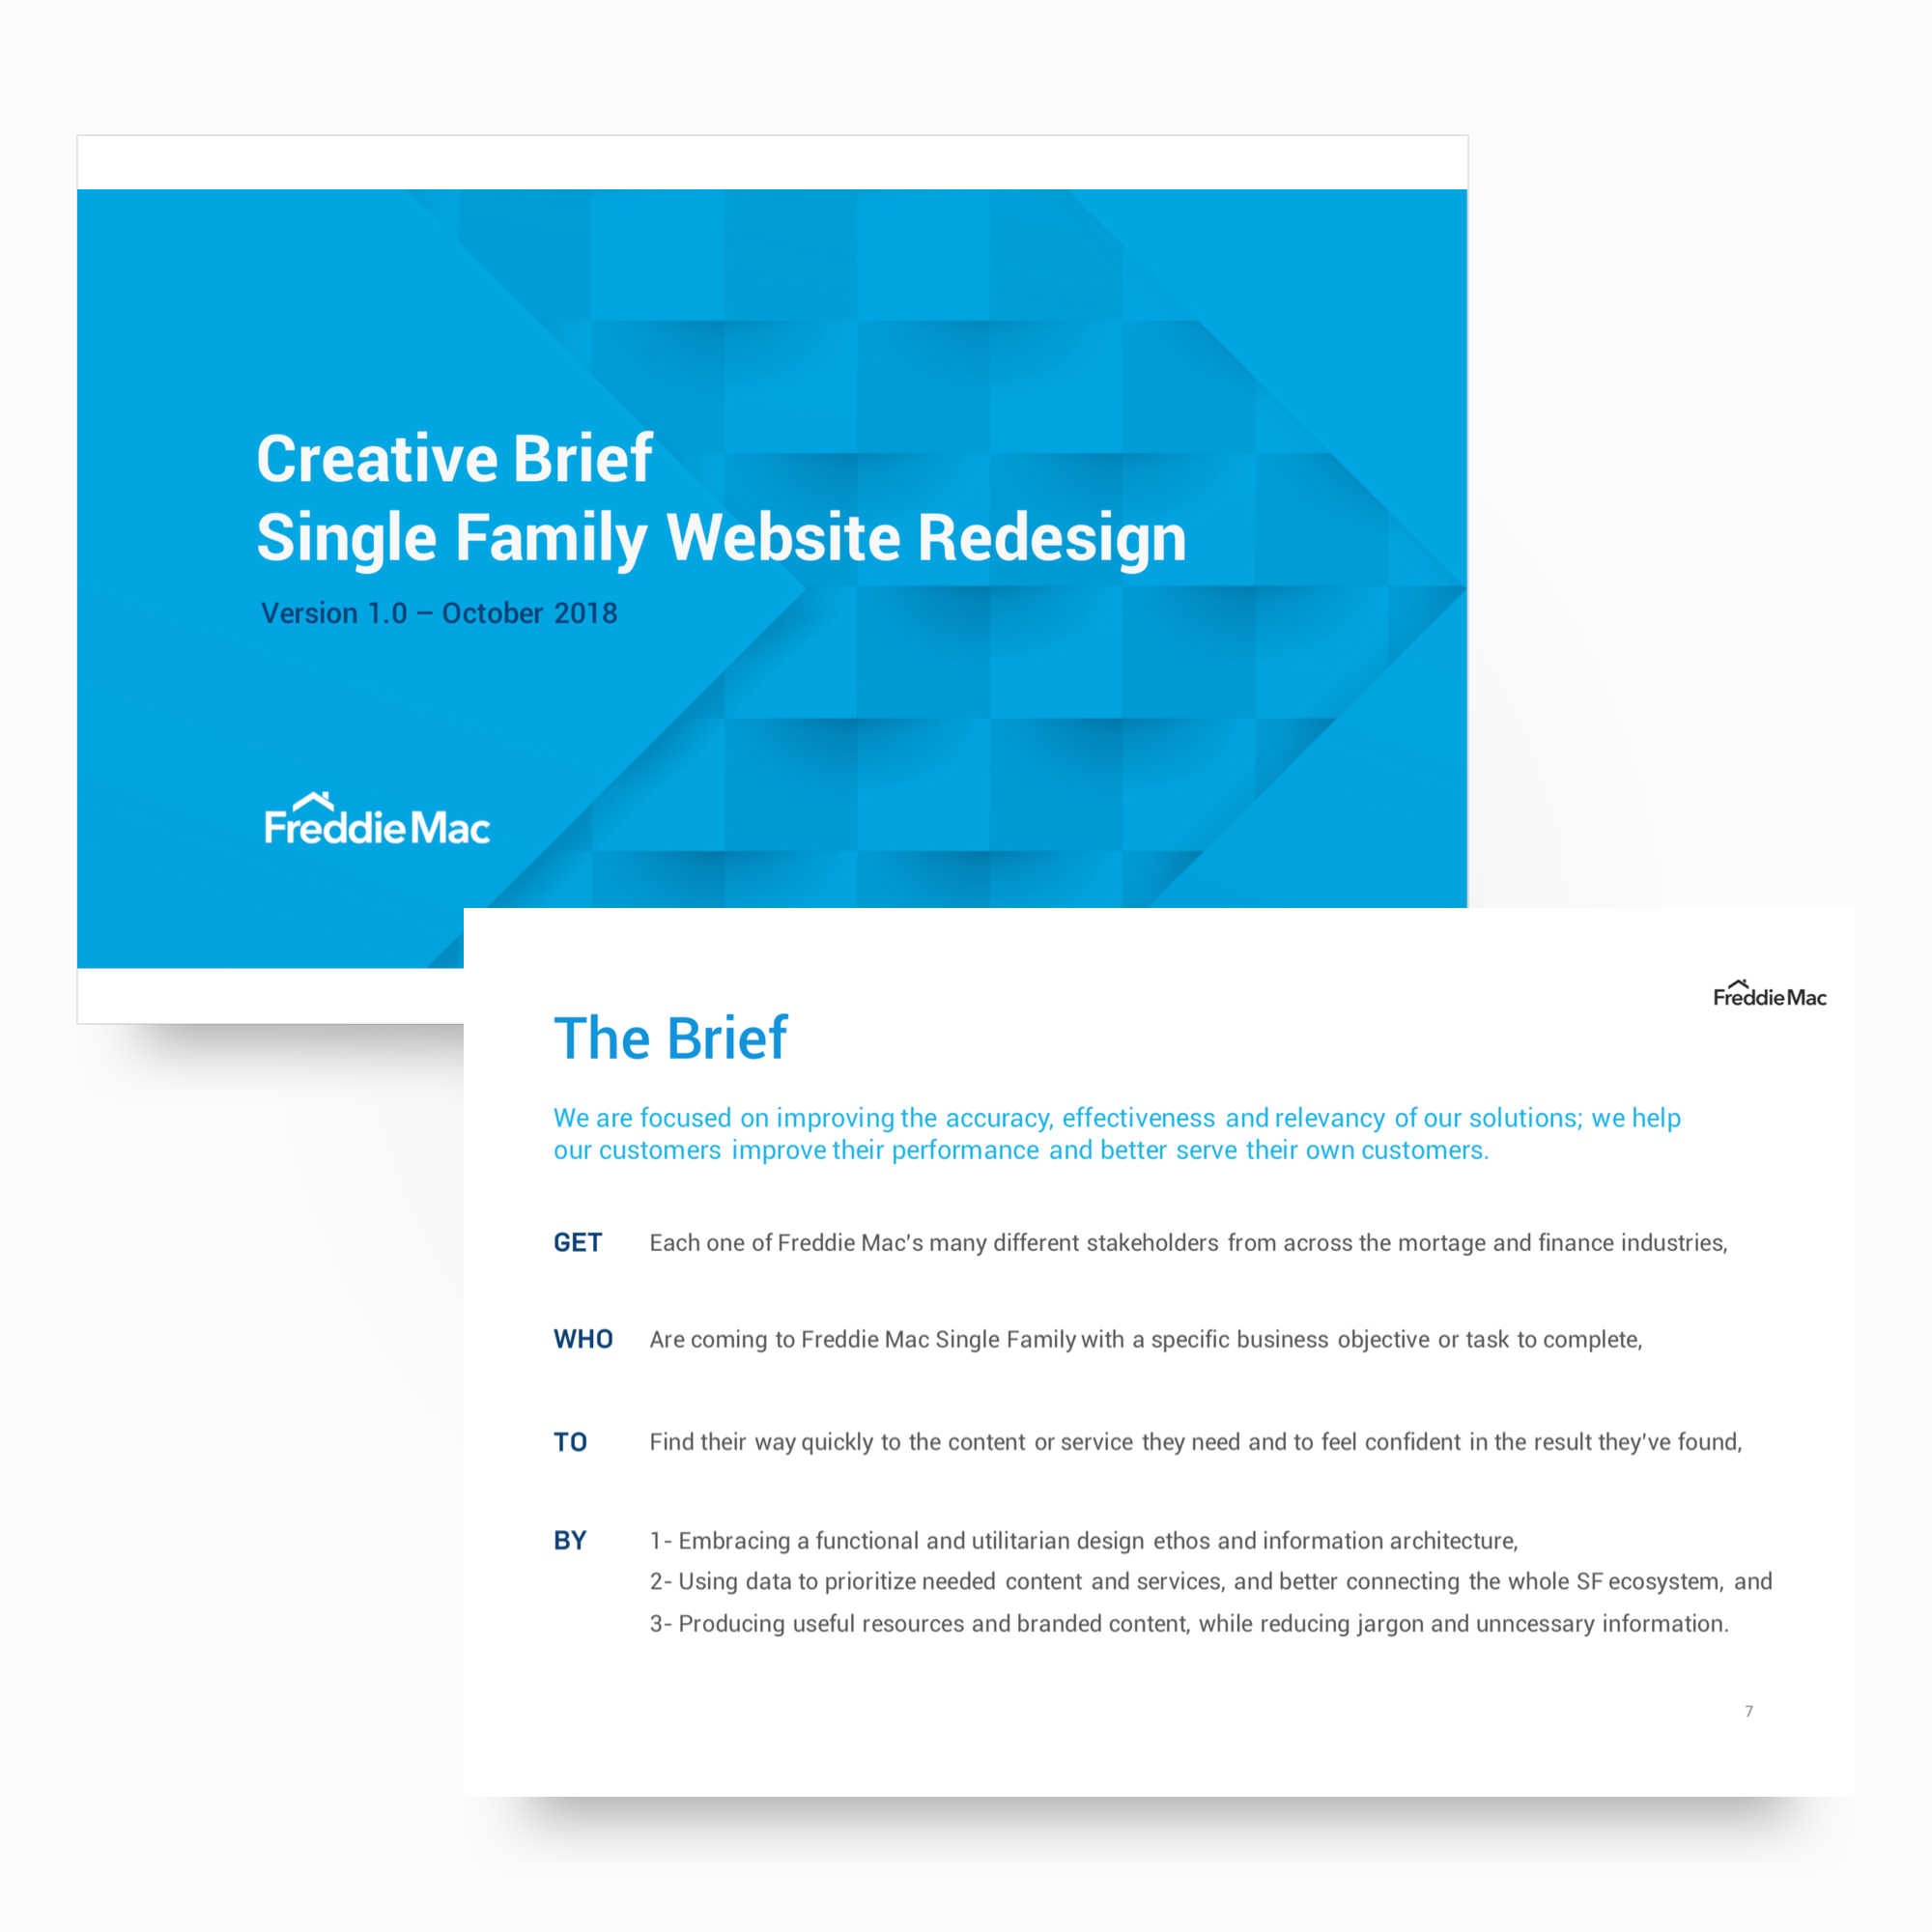 Creative Brief
Single Family Website Redesign
Version 1.0 – October 2018
Freddie Mac
Freddie Mac
The Brief
We are focused on improving the accuracy, effectiveness and relevancy of our solutions; we help
our customers improve their performance and better serve their own customers.
GET Each one of Freddie Mac's many different stakeholders from across the mortage and finance industries,
WHO Are coming to Freddie Mac Single Family with a specific business objective or task to complete,
TO Find their way quickly to the content or service they need and to feel confident in the result they've found,
BY 1- Embracing a functional and utilitarian design ethos and information architecture,
2- Using data to prioritize needed content and services, and better connecting the whole SF ecosystem, and
3- Producing useful resources and branded content, while reducing jargon and unncessary information.
7